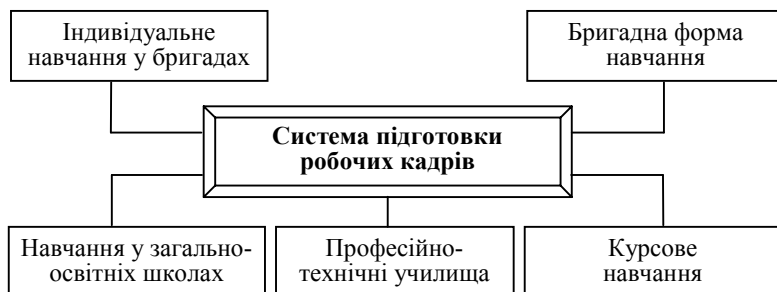 Індивідуальне
навчання у бригадах
Бригадна форма
навчання
Система підготовки
робочих кадрів
Навчання у загально-
освітніх школах
Професійно-
технічні училища
Курсове
навчання